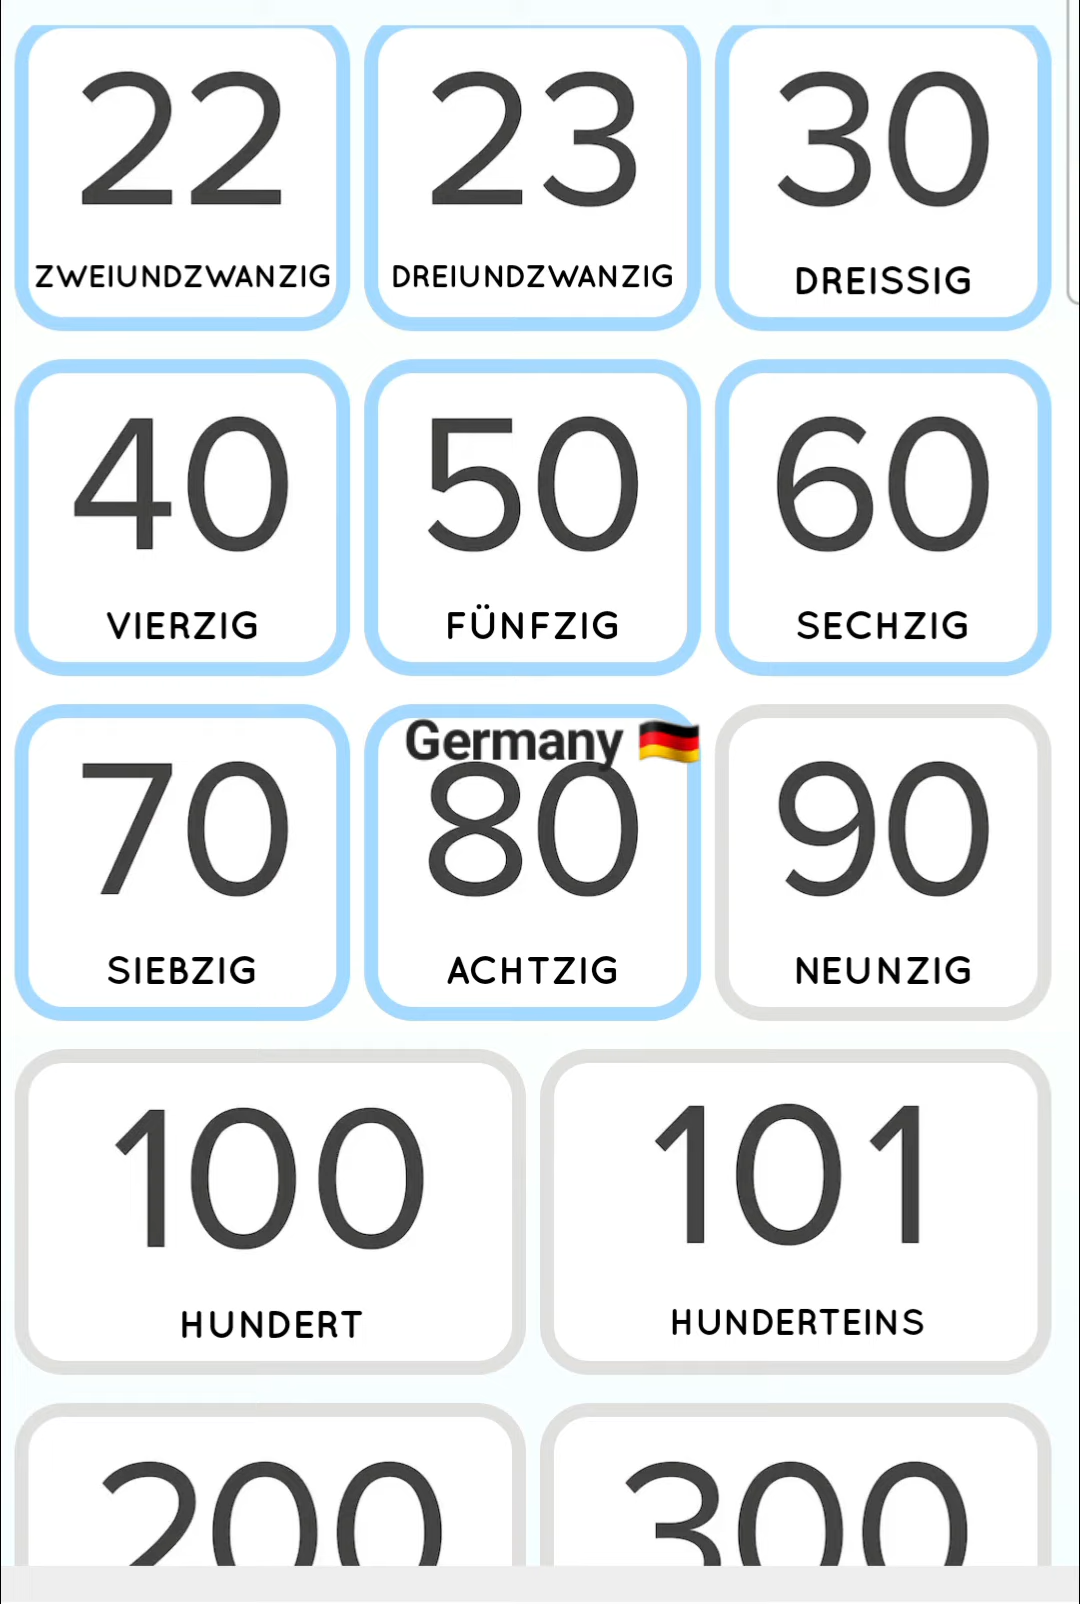 22 23 30
ZWEIUNDZWANZIG DREIUNDZWANZIG DREISSIG
40 50 60
VIERZIG FÜNFZIG SECHZIG
Germany 🇩🇪
70 80 90
SIEBZIG ACHTZIG NEUNZIG
100 101
HUNDERT HUNDERTEINS
200 300